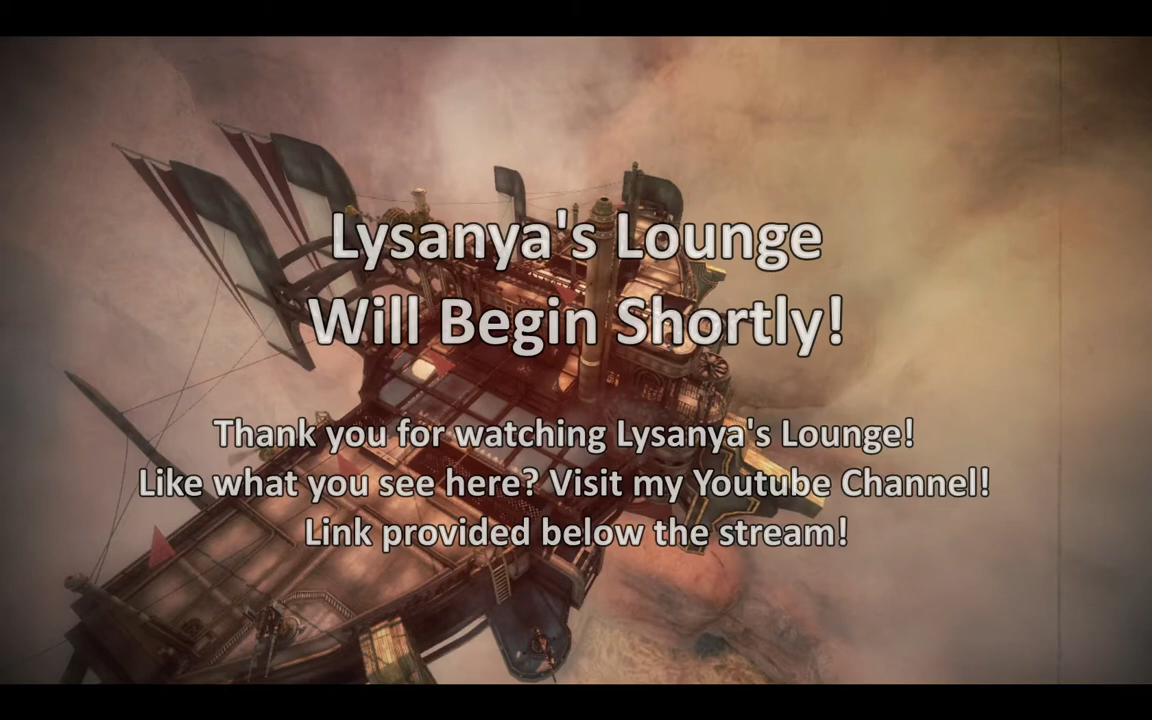 Lysanya's Lounge
Will Begin Shortly!
Thank you for watching Lysanya's Lounge!
Like what you see here? Visit my Youtube Channel!
Link provided below the stream!